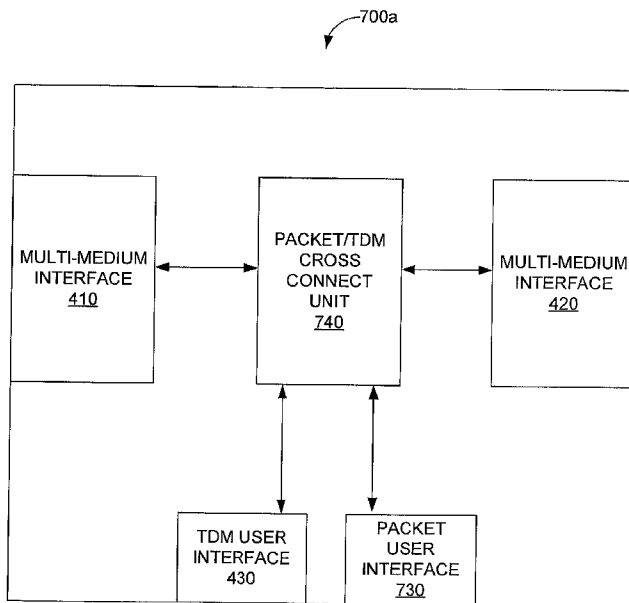 700a
MULTI-MEDIUM
INTERFACE
410
PACKET/TDM
CROSS
CONNECT
UNIT
740
MULTI-MEDIUM
INTERFACE
420
TDM USER
INTERFACE
430
PACKET
USER
INTERFACE
730